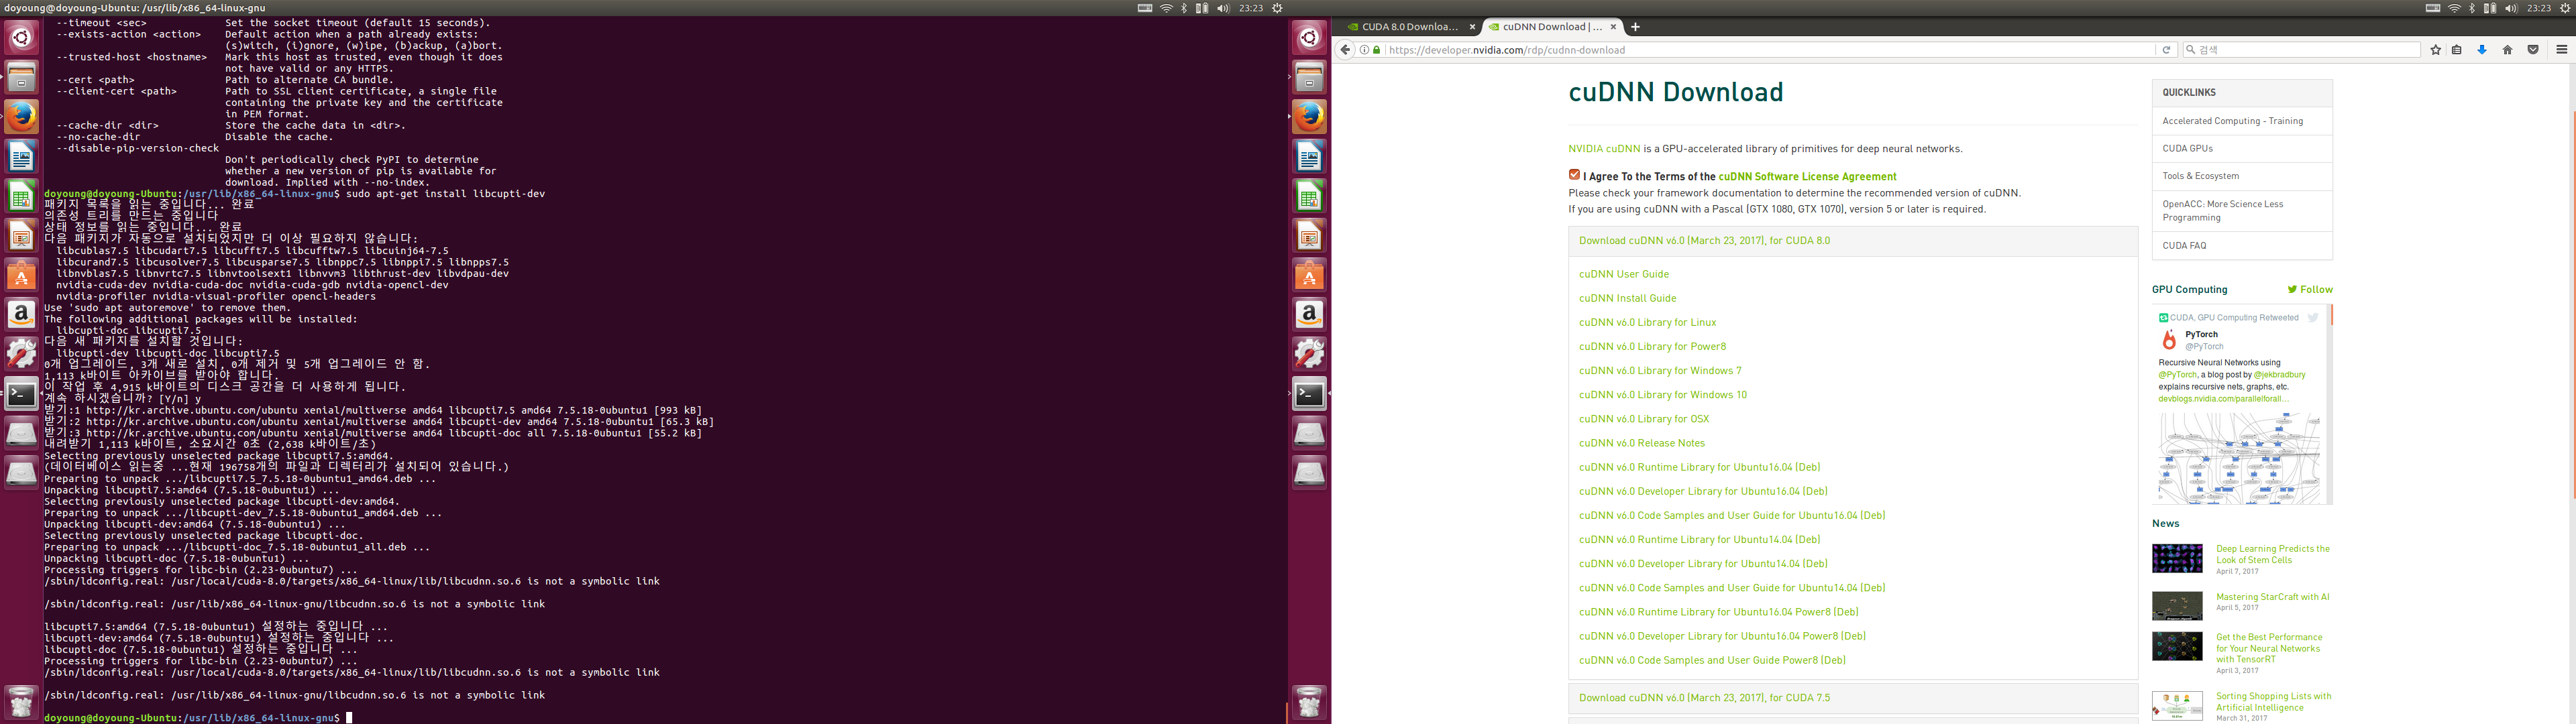 doyoung@doyoung-Ubuntu: /usr/lib/x86_64-linux-gnu
23:23
23:23
  --timeout <sec>             Set the socket timeout (default 15 seconds).
  --exists-action <action>    Default action when a path already exists:
                              (s)witch, (i)gnore, (w)ipe, (b)ackup, (a)bort.
  --trusted-host <hostname>   Mark this host as trusted, even though it does
                              not have valid or any HTTPS.
  --cert <path>               Path to alternate CA bundle.
  --client-cert <path>        Path to SSL client certificate, a single file
                              containing the private key and the certificate
                              in PEM format.
  --cache-dir <dir>           Store the cache data in <dir>.
  --no-cache-dir              Disable the cache.
  --disable-pip-version-check
                              Don't periodically check PyPI to determine
                              whether a new version of pip is available for
                              download. Implied with --no-index.
doyoung@doyoung-Ubuntu:/usr/lib/x86_64-linux-gnu$ sudo apt-get install libcupti-dev
패키지 목록을 읽는 중입니다... 완료
의존성 트리를 만드는 중입니다
상태 정보를 읽는 중입니다... 완료
다음 패키지가 자동으로 설치되었지만 더 이상 필요하지 않습니다:
  libcublas7.5 libcudart7.5 libcufft7.5 libcufftw7.5 libcuinj64-7.5
  libcurand7.5 libcusolver7.5 libcusparse7.5 libnppc7.5 libnppi7.5 libnpps7.5
  libnvblas7.5 libnvrtc7.5 libnvtoolsext1 libnvvm3 libthrust-dev libvdpau-dev
  nvidia-cuda-dev nvidia-cuda-doc nvidia-cuda-gdb nvidia-opencl-dev
  nvidia-profiler nvidia-visual-profiler opencl-headers
Use 'sudo apt autoremove' to remove them.
The following additional packages will be installed:
  libcupti-doc libcupti7.5
다음 새 패키지를 설치할 것입니다:
  libcupti-dev libcupti-doc libcupti7.5
0개 업그레이드, 3개 새로 설치, 0개 제거 및 5개 업그레이드 안 함.
1,113 k바이트 아카이브를 받아야 합니다.
이 작업 후 4,915 k바이트의 디스크 공간을 더 사용하게 됩니다.
계속 하시겠습니까? [Y/n] y
받기:1 http://kr.archive.ubuntu.com/ubuntu xenial/multiverse amd64 libcupti7.5 amd64 7.5.18-0ubuntu1 [993 kB]
받기:2 http://kr.archive.ubuntu.com/ubuntu xenial/multiverse amd64 libcupti-dev amd64 7.5.18-0ubuntu1 [65.3 kB]
받기:3 http://kr.archive.ubuntu.com/ubuntu xenial/multiverse amd64 libcupti-doc all 7.5.18-0ubuntu1 [55.2 kB]
내려받기 1,113 k바이트, 소요시간 0초 (2,638 k바이트/초)
Selecting previously unselected package libcupti7.5:amd64.
(데이터베이스 읽는중 ...현재 196758개의 파일과 디렉터리가 설치되어 있습니다.)
Preparing to unpack .../libcupti7.5_7.5.18-0ubuntu1_amd64.deb ...
Unpacking libcupti7.5:amd64 (7.5.18-0ubuntu1) ...
Selecting previously unselected package libcupti-dev:amd64.
Preparing to unpack .../libcupti-dev_7.5.18-0ubuntu1_amd64.deb ...
Unpacking libcupti-dev:amd64 (7.5.18-0ubuntu1) ...
Selecting previously unselected package libcupti-doc.
Preparing to unpack .../libcupti-doc_7.5.18-0ubuntu1_all.deb ...
Unpacking libcupti-doc (7.5.18-0ubuntu1) ...
Processing triggers for libc-bin (2.23-0ubuntu7) ...
/sbin/ldconfig.real: /usr/local/cuda-8.0/targets/x86_64-linux/lib/libcudnn.so.6 is not a symbolic link
/sbin/ldconfig.real: /usr/lib/x86_64-linux-gnu/libcudnn.so.6 is not a symbolic link
libcupti7.5:amd64 (7.5.18-0ubuntu1) 설정하는 중입니다 ...
libcupti-dev:amd64 (7.5.18-0ubuntu1) 설정하는 중입니다 ...
libcupti-doc (7.5.18-0ubuntu1) 설정하는 중입니다 ...
Processing triggers for libc-bin (2.23-0ubuntu7) ...
/sbin/ldconfig.real: /usr/local/cuda-8.0/targets/x86_64-linux/lib/libcudnn.so.6 is not a symbolic link
/sbin/ldconfig.real: /usr/lib/x86_64-linux-gnu/libcudnn.so.6 is not a symbolic link
doyoung@doyoung-Ubuntu:/usr/lib/x86_64-linux-gnu$
CUDA 8.0 Downloa... × cuDNN Download | ... ×
https://developer.nvidia.com/rdp/cudnn-download 검색
cuDNN Download
NVIDIA cuDNN is a GPU-accelerated library of primitives for deep neural networks.
I Agree To the Terms of the cuDNN Software License Agreement
Please check your framework documentation to determine the recommended version of cuDNN.
If you are using cuDNN with a Pascal (GTX 1080, GTX 1070), version 5 or later is required.
Download cuDNN v6.0 (March 23, 2017), for CUDA 8.0
cuDNN User Guide
cuDNN Install Guide
cuDNN v6.0 Library for Linux
cuDNN v6.0 Library for Power8
cuDNN v6.0 Library for Windows 7
cuDNN v6.0 Library for Windows 10
cuDNN v6.0 Library for OSX
cuDNN v6.0 Release Notes
cuDNN v6.0 Runtime Library for Ubuntu16.04 (Deb)
cuDNN v6.0 Developer Library for Ubuntu16.04 (Deb)
cuDNN v6.0 Code Samples and User Guide for Ubuntu16.04 (Deb)
cuDNN v6.0 Runtime Library for Ubuntu14.04 (Deb)
cuDNN v6.0 Developer Library for Ubuntu14.04 (Deb)
cuDNN v6.0 Code Samples and User Guide for Ubuntu14.04 (Deb)
cuDNN v6.0 Runtime Library for Ubuntu16.04 Power8 (Deb)
cuDNN v6.0 Developer Library for Ubuntu16.04 Power8 (Deb)
cuDNN v6.0 Code Samples and User Guide Power8 (Deb)
Download cuDNN v6.0 (March 23, 2017), for CUDA 7.5
QUICKLINKS
Accelerated Computing - Training
CUDA GPUs
Tools & Ecosystem
OpenACC: More Science Less
Programming
CUDA FAQ
GPU Computing Follow
CUDA, GPU Computing Retweeted
PyTorch
@PyTorch
Recursive Neural Networks using
@PyTorch, a blog post by @jekbradbury
explains recursive nets, graphs, etc.
devblogs.nvidia.com/parallelforall...
News
Deep Learning Predicts the
Look of Stem Cells
April 7, 2017
Mastering StarCraft with AI
April 5, 2017
Get the Best Performance
for Your Neural Networks
with TensorRT
April 3, 2017
Sorting Shopping Lists with
Artificial Intelligence
March 31, 2017